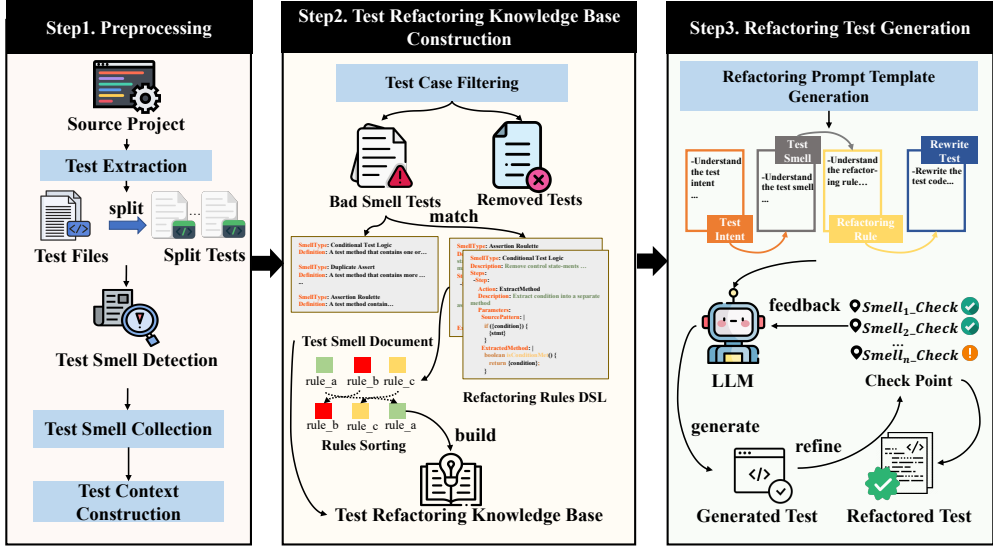 Step1. Preprocessing
Source Project
Test Extraction
split
Test Files
Split Tests
Test Smell Detection
Test Smell Collection
Test Context
Construction
Step2. Test Refactoring Knowledge Base
Construction
Test Case Filtering
Bad Smell Tests
Removed Tests
match
SmellType: Conditional Test Logic
Definition: A test method that contains one or…
SmellType: Duplicate Assert
Definition: A test method that contains more …
...
SmellType: Assertion Roulette
Definition: A test method contain…
Test Smell Document
SmellType: Assertion Roulette
SmellType: Conditional Test Logic
Description: Remove control state-ments …
Steps:
-Step:
Action: ExtractMethod
Description: Extract condition into a separate
method
Parameters:
SourcePattern: |
if ({condition}) {
{stmt}
}
ExtractedMethod: |
return {condition};
}
Refactoring Rules DSL
rule_a
rule_b
rule_c
rule_b
rule_c
rule_a
Rules Sorting
build
Test Refactoring Knowledge Base
Step3. Refactoring Test Generation
Refactoring Prompt Template
Generation
-Understand
the test
intent
...
Test
Intent
Test
Smell
-Understand
the test smell
...
-Understand
the refactor-
ing rule…
Refactoring
Rule
Rewrite
Test
-Rewrite the
test code...
LLM
feedback
Smell1_Check
Smell2_Check
...
Smelln_Check
Check Point
generate
refine
Generated Test
Refactored Test